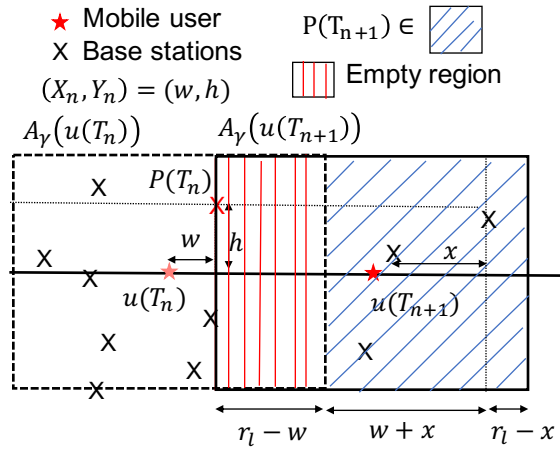 Mobile user
X Base stations
(X_n, Y_n) = (w, h)
P(T_{n+1}) ∈
Empty region
A_γ(u(T_n))
A_γ(u(T_{n+1}))
P(T_n)
w
h
x
u(T_n)
u(T_{n+1})
r_l − w
w + x
r_l − x